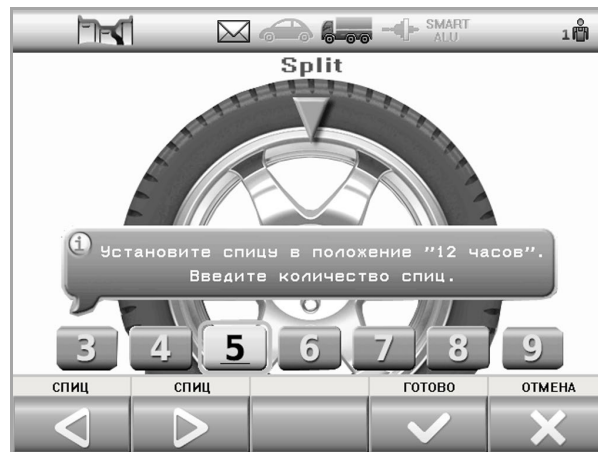 SMART
ALU
1
Split
Установите спицу в положение "12 часов".
Введите количество спиц.
3 4 5 6 7 8 9
СПИЦ СПИЦ ГОТОВО ОТМЕНА